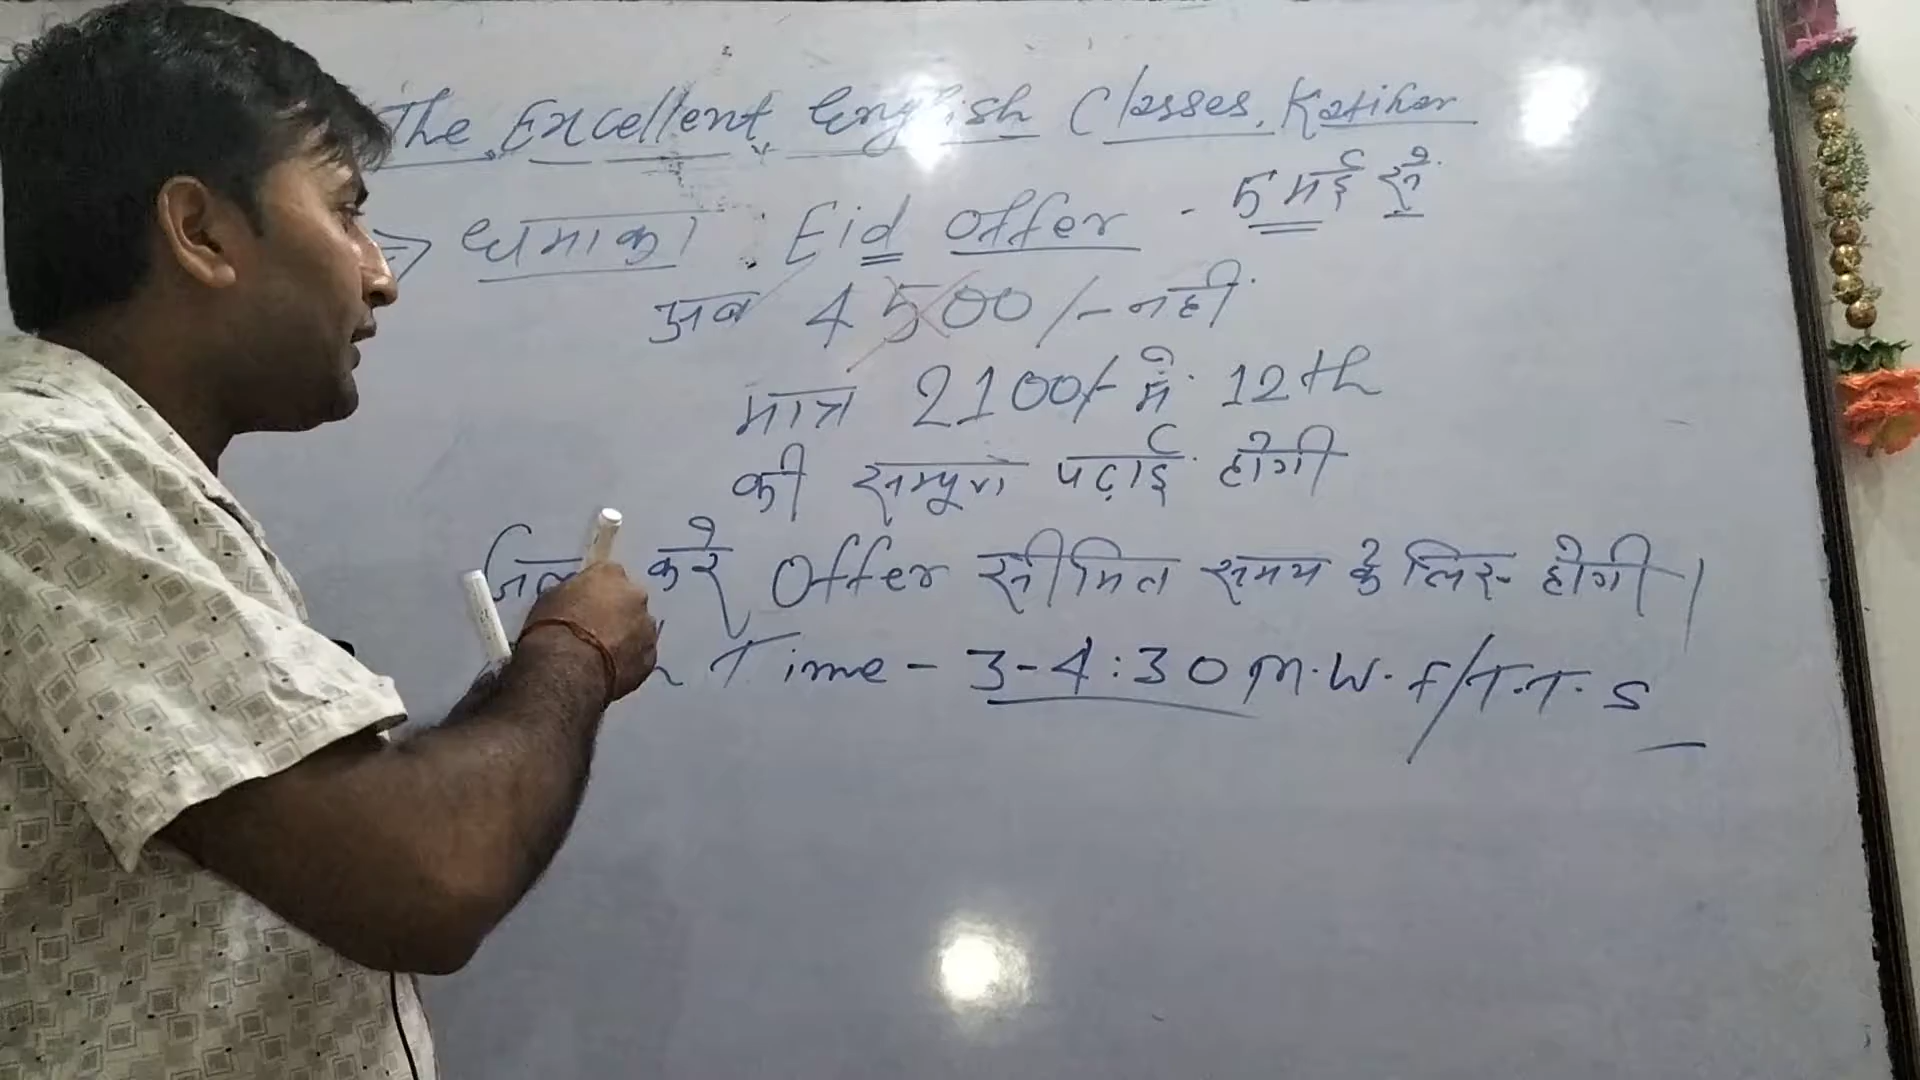 The Excellent English Classes, Katihar
⇒ धमाका : Eid Offer - 5 मई से
अब 4500/- नहीं
मात्र 2100/- में 12th
की सम्पूर्ण पढ़ाई होगी
करे Offer सीमित समय के लिए होगी।
Time - 3-4:30 M.W.F/T.T.S